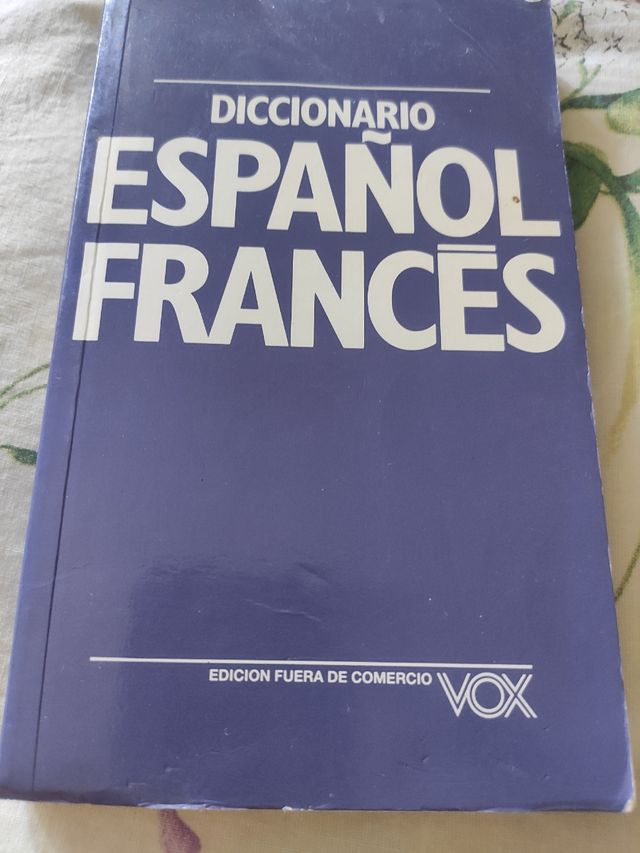 DICCIONARIO
ESPAÑOL
FRANCÉS
EDICION FUERA DE COMERCIO VOX